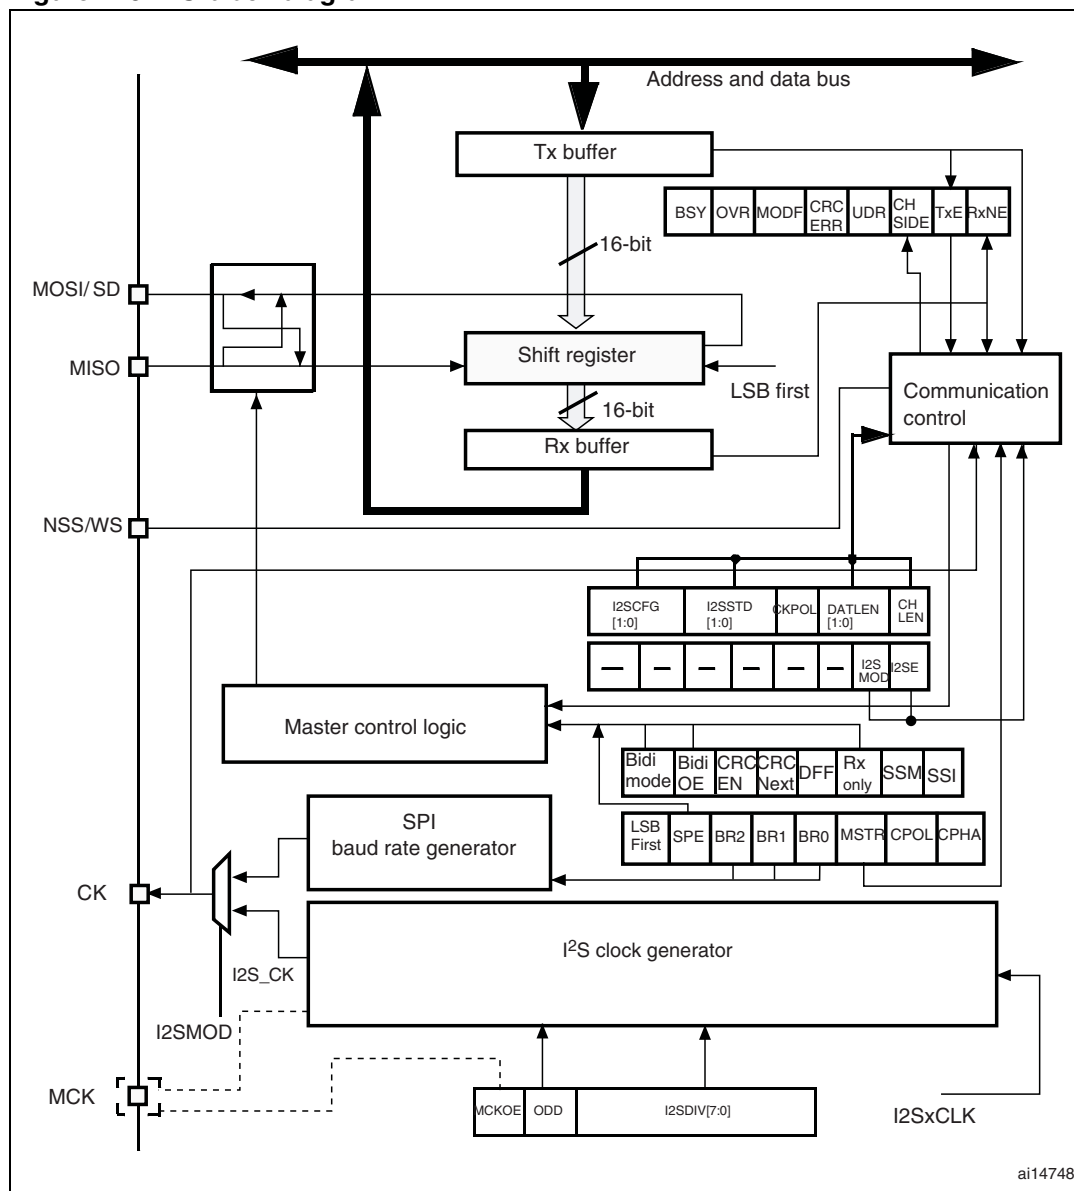 Address and data bus
Tx buffer
BSY OVR MODF CRC ERR UDR CH SIDE TxE RxNE
16-bit
MOSI/ SD
Shift register
MISO
LSB first
Communication control
16-bit
Rx buffer
NSS/WS
I2SCFG [1:0] I2SSTD [1:0] CKPOL DATLEN [1:0] CH LEN
I2S MOD I2SE
Master control logic
Bidi mode Bidi OE CRC EN CRC Next DFF Rx only SSM SSI
SPI baud rate generator
LSB First SPE BR2 BR1 BR0 MSTR CPOL CPHA
CK
I²S clock generator
I2S_CK
I2SMOD
MCK
MCKOE ODD I2SDIV[7:0]
I2SxCLK
ai14748